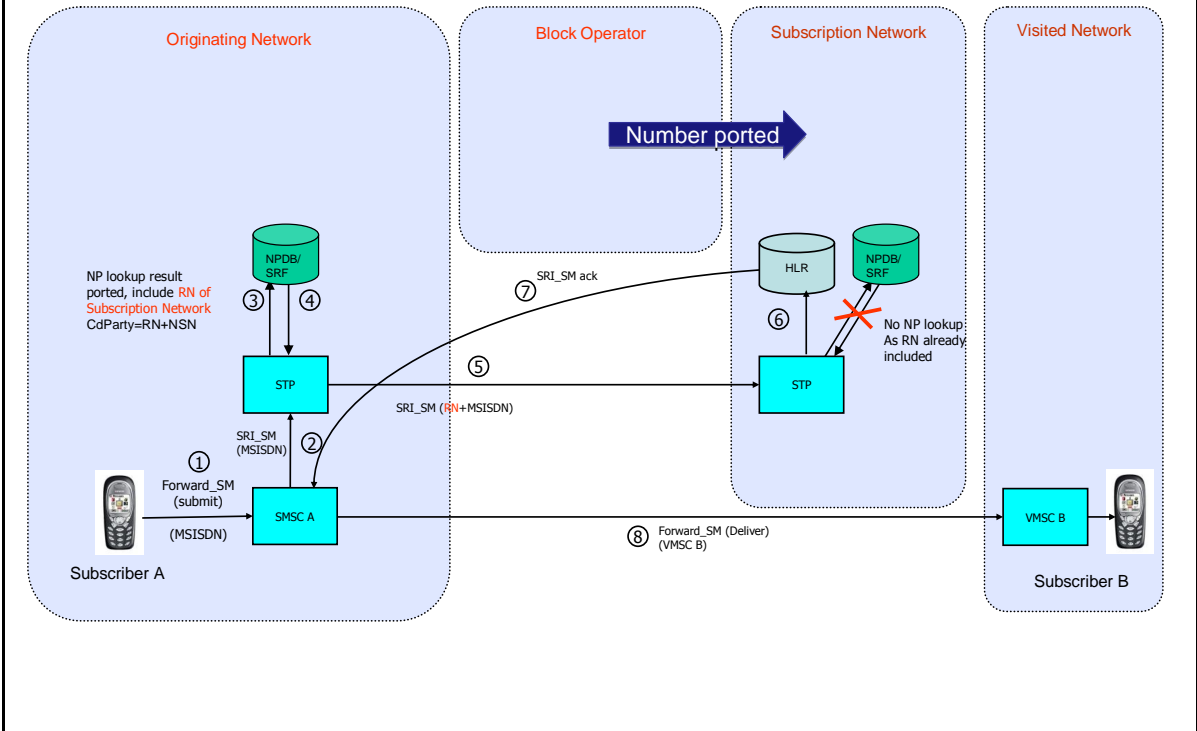 Originating Network
Block Operator
Subscription Network
Visited Network
Number ported
NPDB/
SRF
HLR
NPDB/
SRF
NP lookup result
ported, include RN of
Subscription Network
CdParty=RN+NSN
③
④
⑦
SRI_SM ack
⑥
No NP lookup
As RN already
included
STP
⑤
STP
SRI_SM (RN+MSISDN)
SRI_SM
(MSISDN)
②
①
Forward_SM
(submit)
(MSISDN)
SMSC A
VMSC B
⑧
Forward_SM (Deliver)
(VMSC B)
Subscriber A
Subscriber B